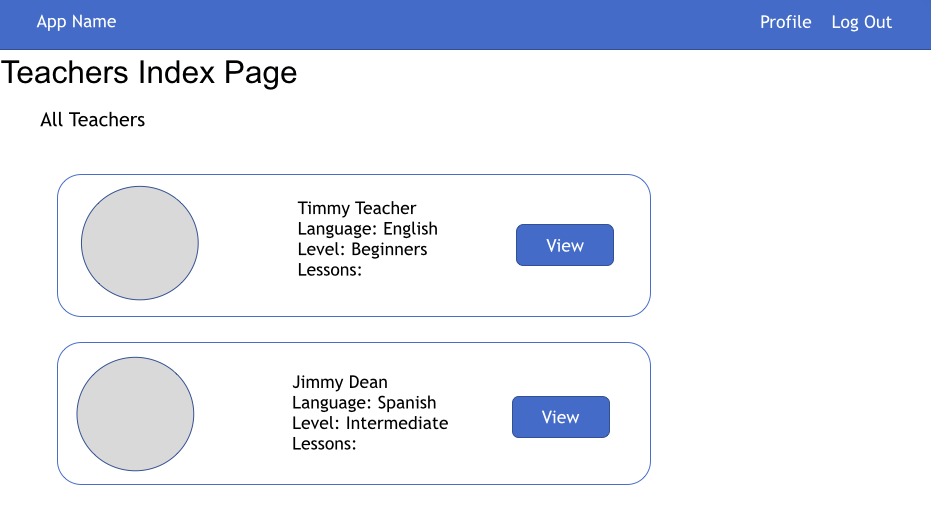 App Name
Profile
Log Out
Teachers Index Page
All Teachers
Timmy Teacher
Language: English
Level: Beginners
Lessons:
View
Jimmy Dean
Language: Spanish
Level: Intermediate
Lessons:
View